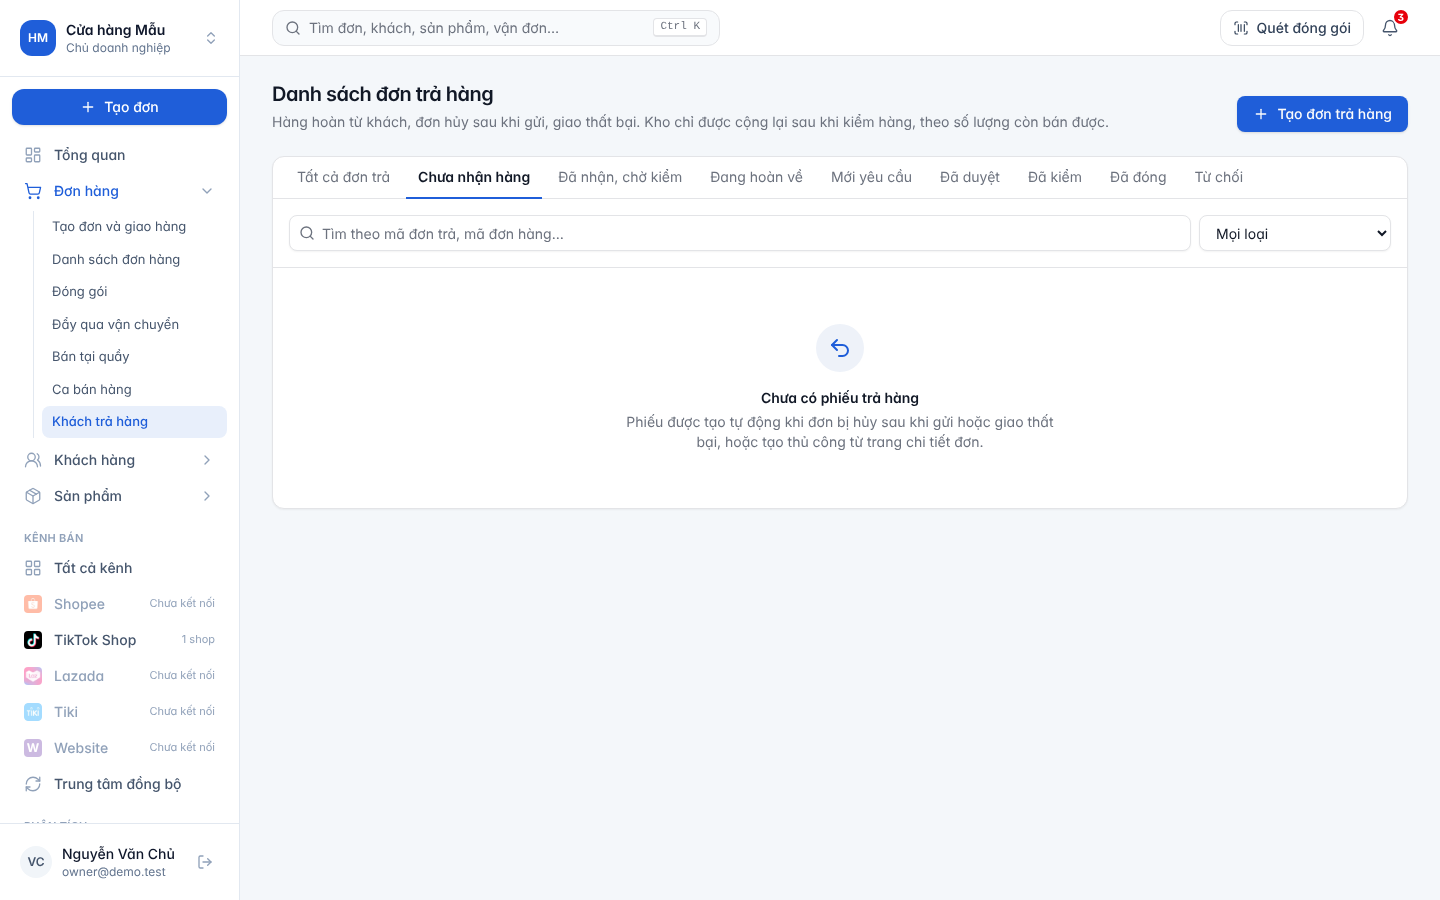 HM
Cửa hàng Mẫu
Chủ doanh nghiệp
Tạo đơn
Tổng quan
Đơn hàng
Tạo đơn và giao hàng
Danh sách đơn hàng
Đóng gói
Đẩy qua vận chuyển
Bán tại quầy
Ca bán hàng
Khách trả hàng
Khách hàng
Sản phẩm
KÊNH BÁN
Tất cả kênh
Shopee Chưa kết nối
TikTok Shop 1 shop
Lazada Chưa kết nối
Tiki Chưa kết nối
W Website Chưa kết nối
Trung tâm đồng bộ
VC
Nguyễn Văn Chủ
owner@demo.test
Tìm đơn, khách, sản phẩm, vận đơn... Ctrl K
Quét đóng gói
3
Danh sách đơn trả hàng
Hàng hoàn từ khách, đơn hủy sau khi gửi, giao thất bại. Kho chỉ được cộng lại sau khi kiểm hàng, theo số lượng còn bán được.
Tạo đơn trả hàng
Tất cả đơn trả Chưa nhận hàng Đã nhận, chờ kiểm Đang hoàn về Mới yêu cầu Đã duyệt Đã kiểm Đã đóng Từ chối
Tìm theo mã đơn trả, mã đơn hàng...
Mọi loại
Chưa có phiếu trả hàng
Phiếu được tạo tự động khi đơn bị hủy sau khi gửi hoặc giao thất
bại, hoặc tạo thủ công từ trang chi tiết đơn.